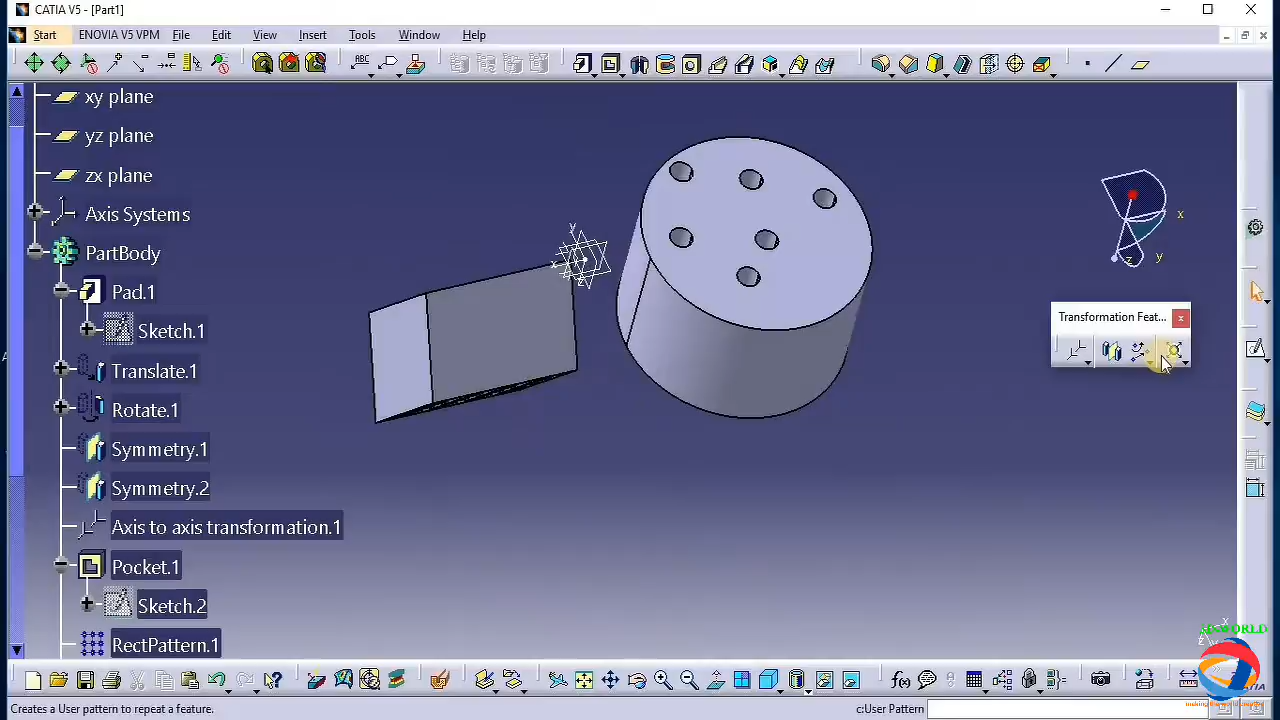 CATIA V5 - [Part1]
Start ENOVIA V5 VPM File Edit View Insert Tools Window Help
ABC
xy plane
yz plane
zx plane
Axis Systems
PartBody
Pad.1
Sketch.1
Translate.1
Rotate.1
Symmetry.1
Symmetry.2
Axis to axis transformation.1
Pocket.1
Sketch.2
RectPattern.1
y
x
z
x
y
z
Transformation Feat...
f(x)
Creates a User pattern to repeat a feature.
c:User Pattern